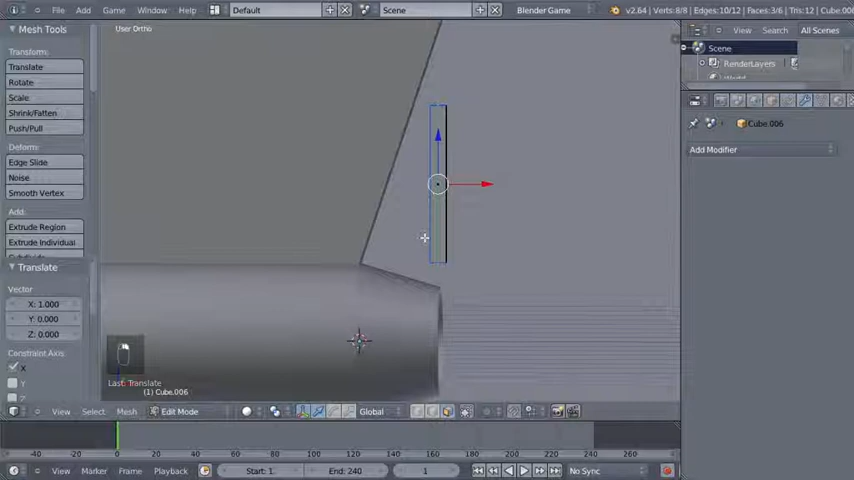 File Add Game Window Help Default Scene Blender Game v2.64 | Verts:8/8 | Edges:10/12 | Faces:3/6 | Tris:12 | Cube.006
Mesh Tools
Transform:
Translate
Rotate
Scale
Shrink/Fatten
Push/Pull
Deform:
Edge Slide
Noise
Smooth Vertex
Add:
Extrude Region
Extrude Individual
Translate
Vector
X: 1.000
Y: 0.000
Z: 0.000
Constraint Axis:
X
Y
User Ortho
Last: Translate
(1) Cube.006
View Select Mesh Edit Mode Global
View Search All Scenes
Scene
RenderLayers
Cube.006
Add Modifier
-40 -20 0 20 40 60 80 100 120 140 160 180 200 220 240 260
View Marker Frame Playback Start: 1 End: 240 1 No Sync